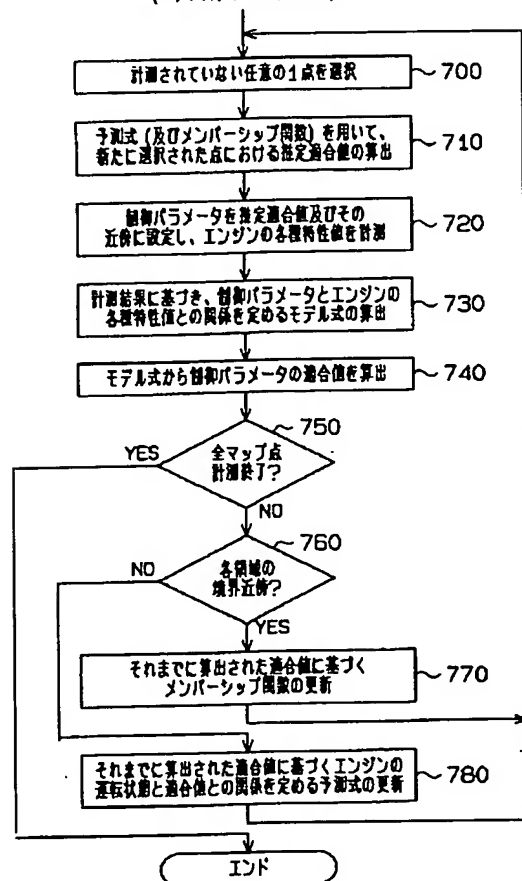 計測されていない任意の1点を選択
700
予測式(及びメンバーシップ関数)を用いて、
新たに選択された点における推定適合値の算出
710
制御パラメータを推定適合値及びその
近傍に設定し、エンジンの各種特性値を計測
720
計測結果に基づき、制御パラメータとエンジンの
各種特性値との関係を定めるモデル式の算出
730
モデル式から制御パラメータの適合値を算出
740
750
YES
全マップ点
計測終了?
NO
760
NO
各領域の
境界近傍?
YES
それまでに算出された適合値に基づく
メンバーシップ関数の更新
770
それまでに算出された適合値に基づくエンジンの
運転状態と適合値との関係を定める予測式の更新
780
エンド